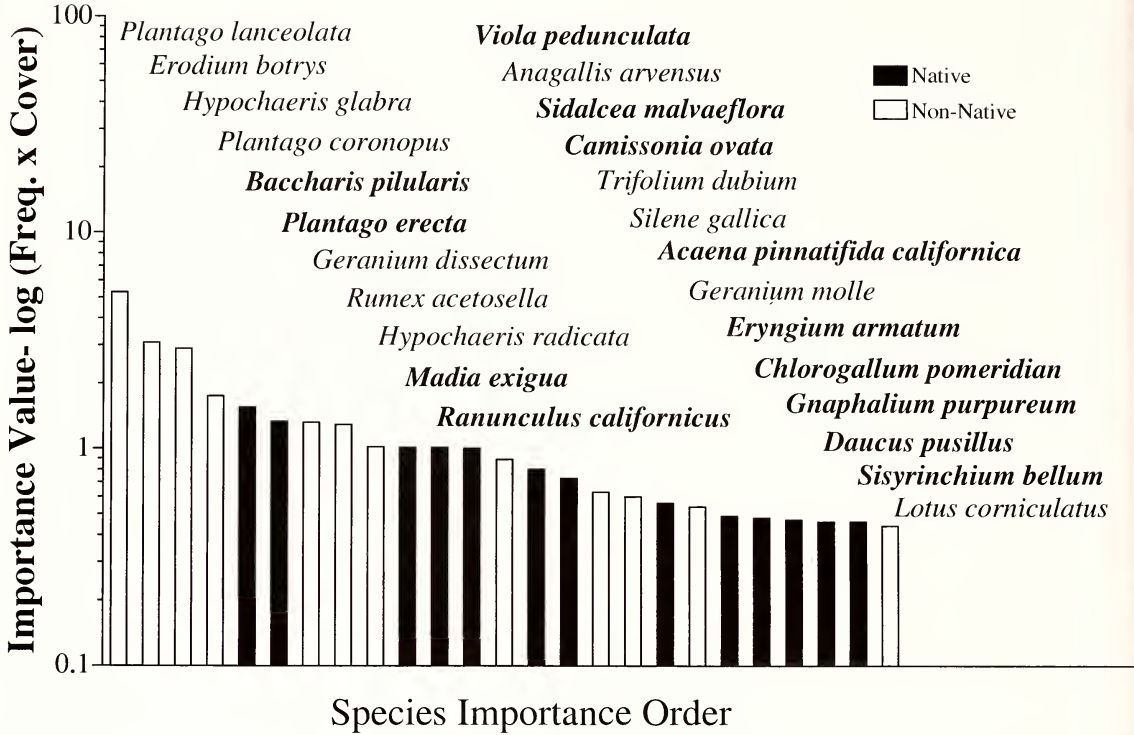 Importance Value- log (Freq. x Cover)
100
10
1
0.1
Plantago lanceolata
Erodium botrys
Hypochaeris glabra
Plantago coronopus
Baccharis pilularis
Plantago erecta
Geranium dissectum
Rumex acetosella
Hypochaeris radicata
Madia exigua
Ranunculus californicus
Viola pedunculata
Anagallis arvensus
Sidalcea malvaeflora
Camissonia ovata
Trifolium dubium
Silene gallica
Acaena pinnatifida californica
Geranium molle
Eryngium armatum
Chlorogallum pomeridian
Gnaphalium purpureum
Daucus pusillus
Sisyrinchium bellum
Lotus corniculatus
Native
Non-Native
Species Importance Order